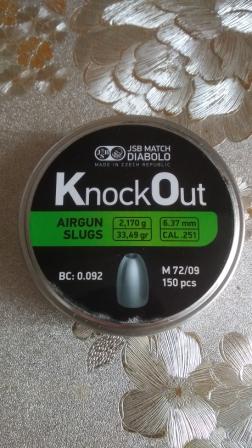 JSB MATCH
DIABOLO
MADE IN CZECH REPUBLIC
KnockOut
AIRGUN 2,170 g 6.37 mm
SLUGS 33,49 gr CAL .251
BC: 0.092
M 72/09
150 pcs